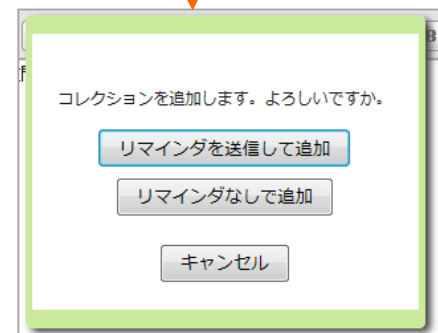 コレクションを追加します。よろしいですか。
リマインダを送信して追加
リマインダなしで追加
キャンセル